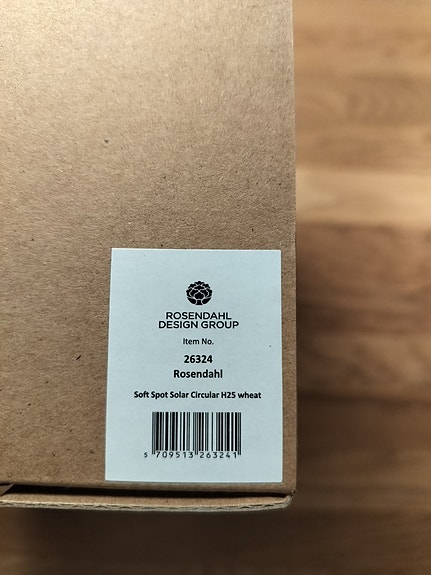 ROSENDAHL
DESIGN GROUP
Item No.
26324
Rosendahl
Soft Spot Solar Circular H25 wheat
5 709513 263241